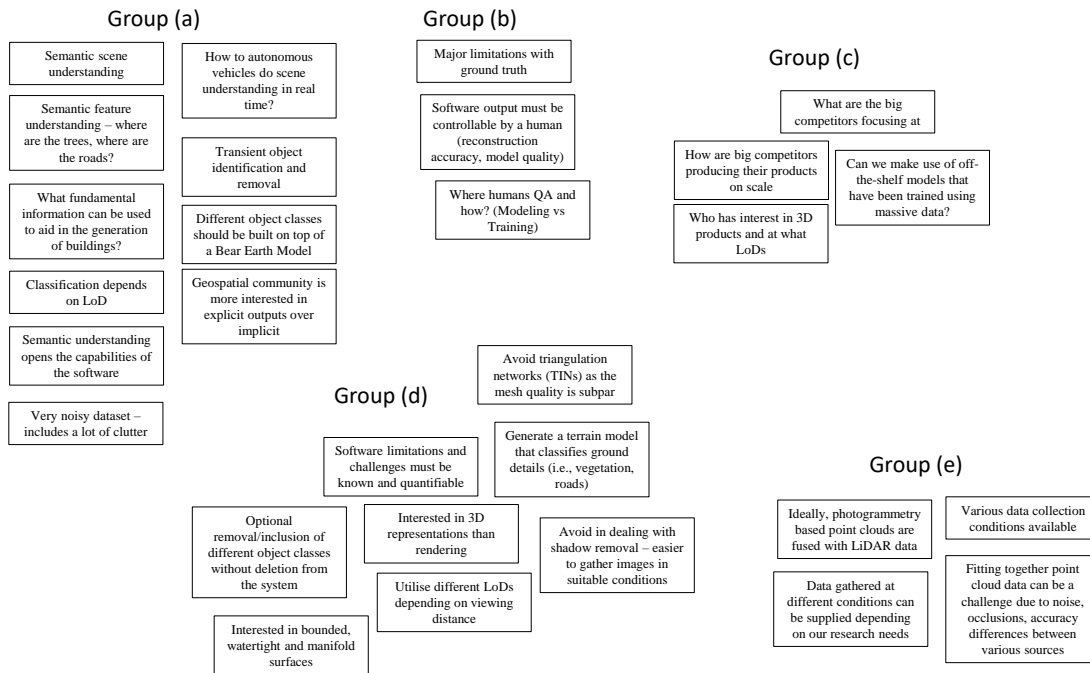 Group (a)
Semantic scene
understanding
Semantic feature
understanding – where
are the trees, where are
the roads?
What fundamental
information can be used
to aid in the generation
of buildings?
Classification depends
on LoD
Semantic understanding
opens the capabilities of
the software
Very noisy dataset –
includes a lot of clutter
How to autonomous
vehicles do scene
understanding in real
time?
Transient object
identification and
removal
Different object classes
should be built on top of
a Bear Earth Model
Geospatial community is
more interested in
explicit outputs over
implicit
Group (b)
Major limitations with
ground truth
Software output must be
controllable by a human
(reconstruction
accuracy, model quality)
Where humans QA and
how? (Modeling vs
Training)
Group (c)
What are the big
competitors focusing at
How are big competitors
producing their products
on scale
Can we make use of off-
the-shelf models that
have been trained using
massive data?
Who has interest in 3D
products and at what
LoDs
Group (d)
Avoid triangulation
networks (TINs) as the
mesh quality is subpar
Software limitations and
challenges must be
known and quantifiable
Generate a terrain model
that classifies ground
details (i.e., vegetation,
roads)
Optional
removal/inclusion of
different object classes
without deletion from
the system
Interested in 3D
representations than
rendering
Avoid in dealing with
shadow removal – easier
to gather images in
suitable conditions
Utilise different LoDs
depending on viewing
distance
Interested in bounded,
watertight and manifold
surfaces
Group (e)
Ideally, photogrammetry
based point clouds are
fused with LiDAR data
Various data collection
conditions available
Data gathered at
different conditions can
be supplied depending
on our research needs
Fitting together point
cloud data can be a
challenge due to noise,
occlusions, accuracy
differences between
various sources